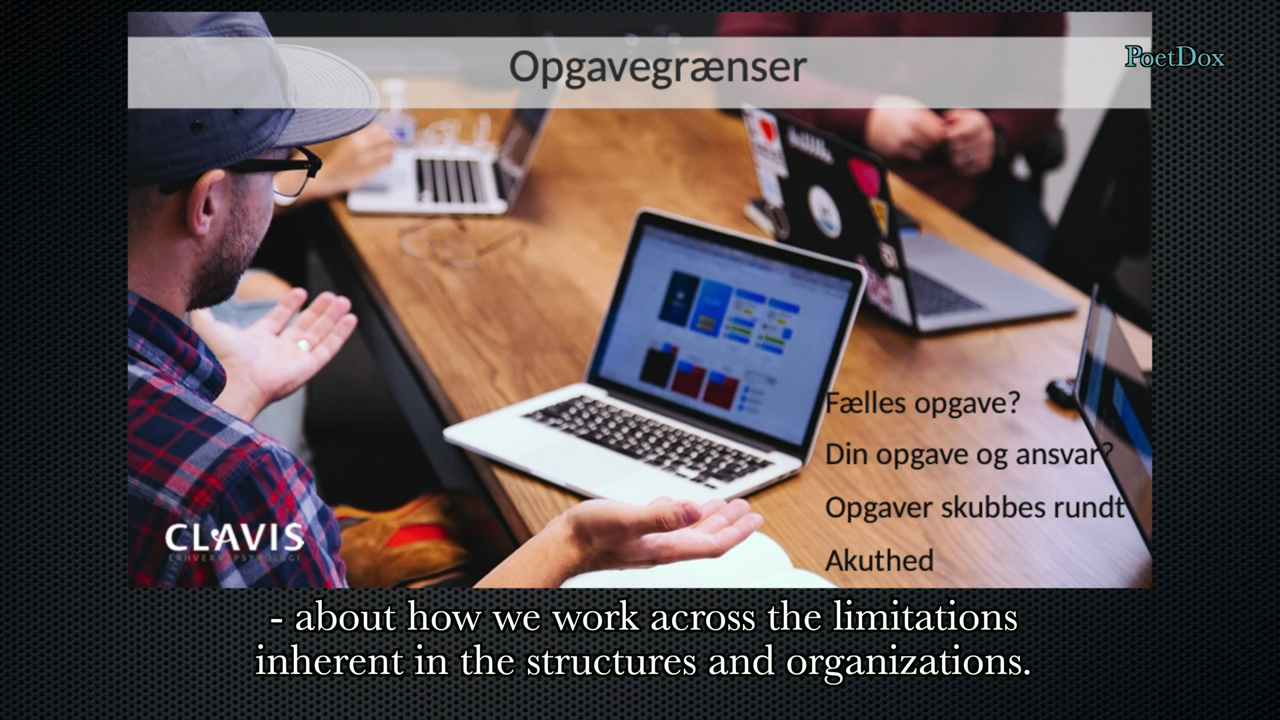 Opgavegrænser
PoetDox
Fælles opgave?
Din opgave og ansvar?
Opgaver skubbes rundt
Akuthed
CLAVIS
ERHVERVSPSYKOLOGI
- about how we work across the limitations
inherent in the structures and organizations.